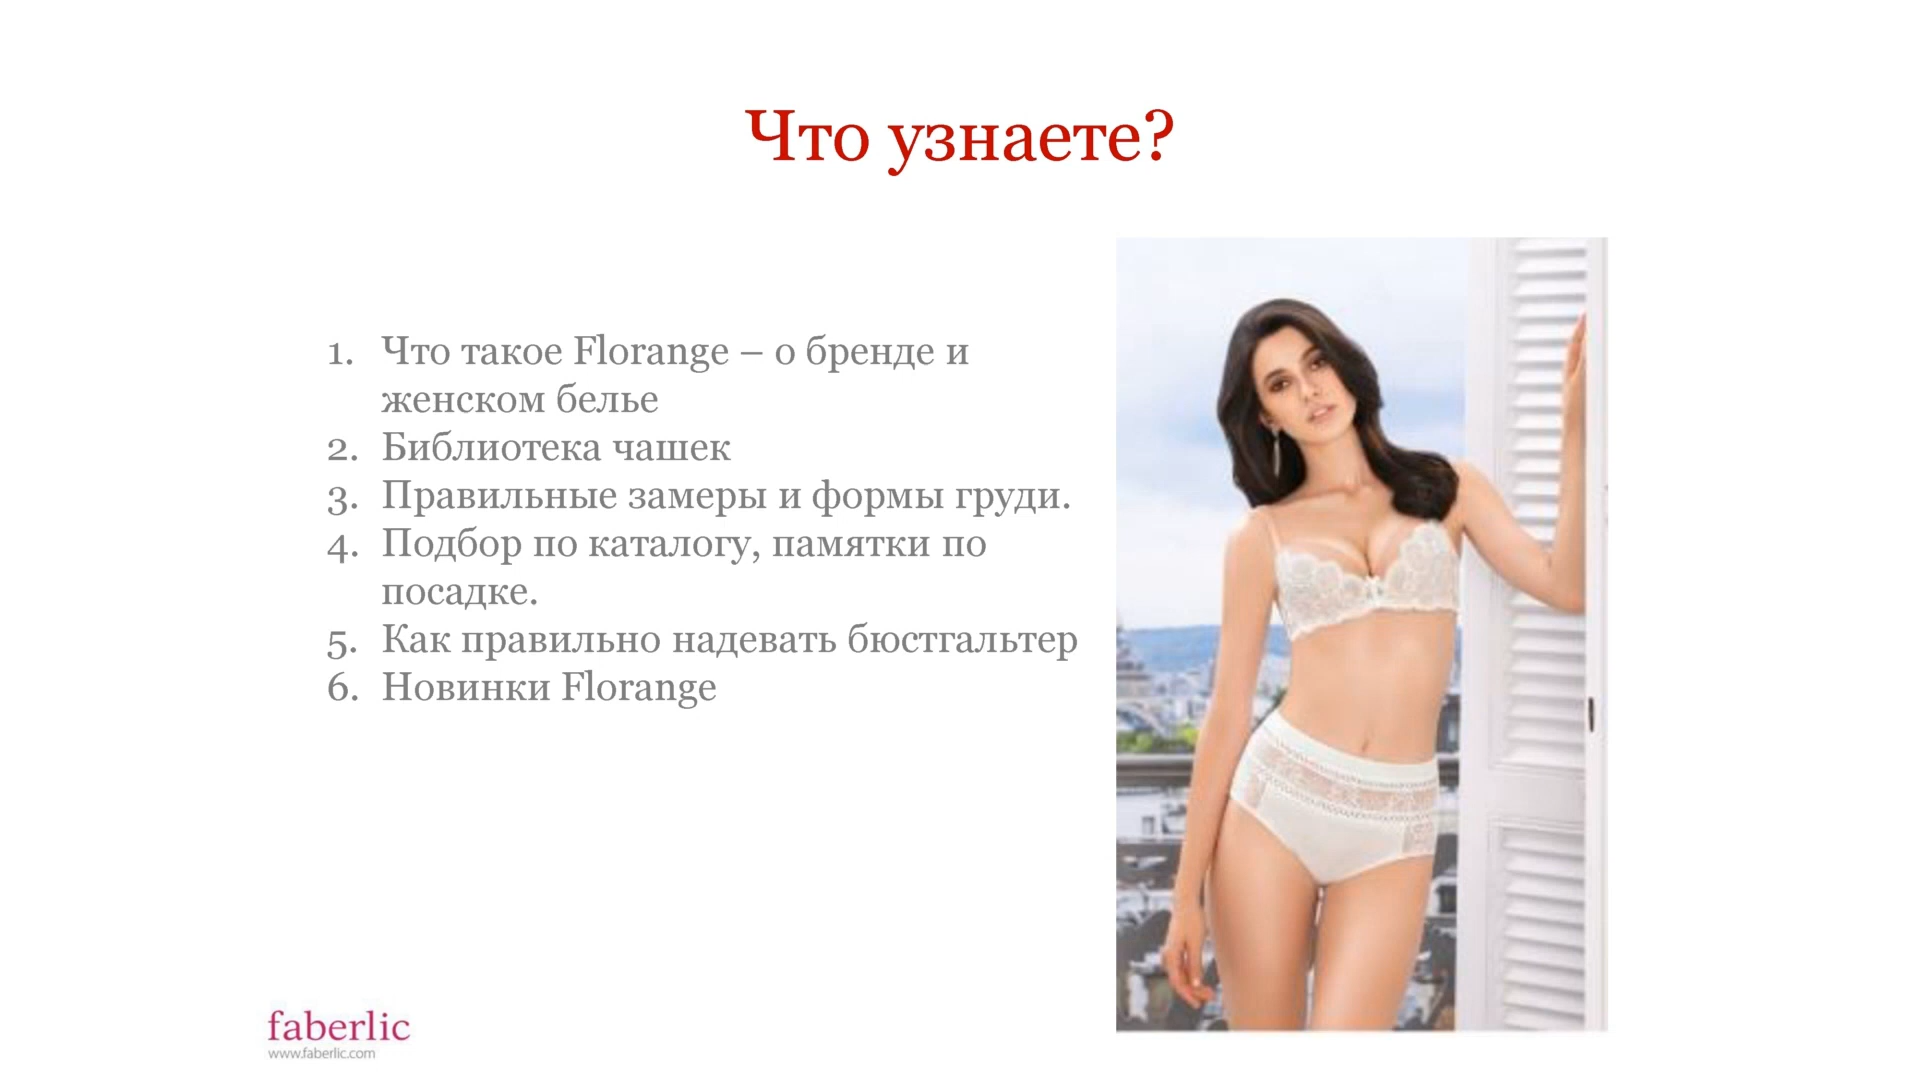 Что узнаете?
1. Что такое Florange – о бренде и
женском белье
2. Библиотека чашек
3. Правильные замеры и формы груди.
4. Подбор по каталогу, памятки по
посадке.
5. Как правильно надевать бюстгальтер
6. Новинки Florange
faberlic
www.faberlic.com